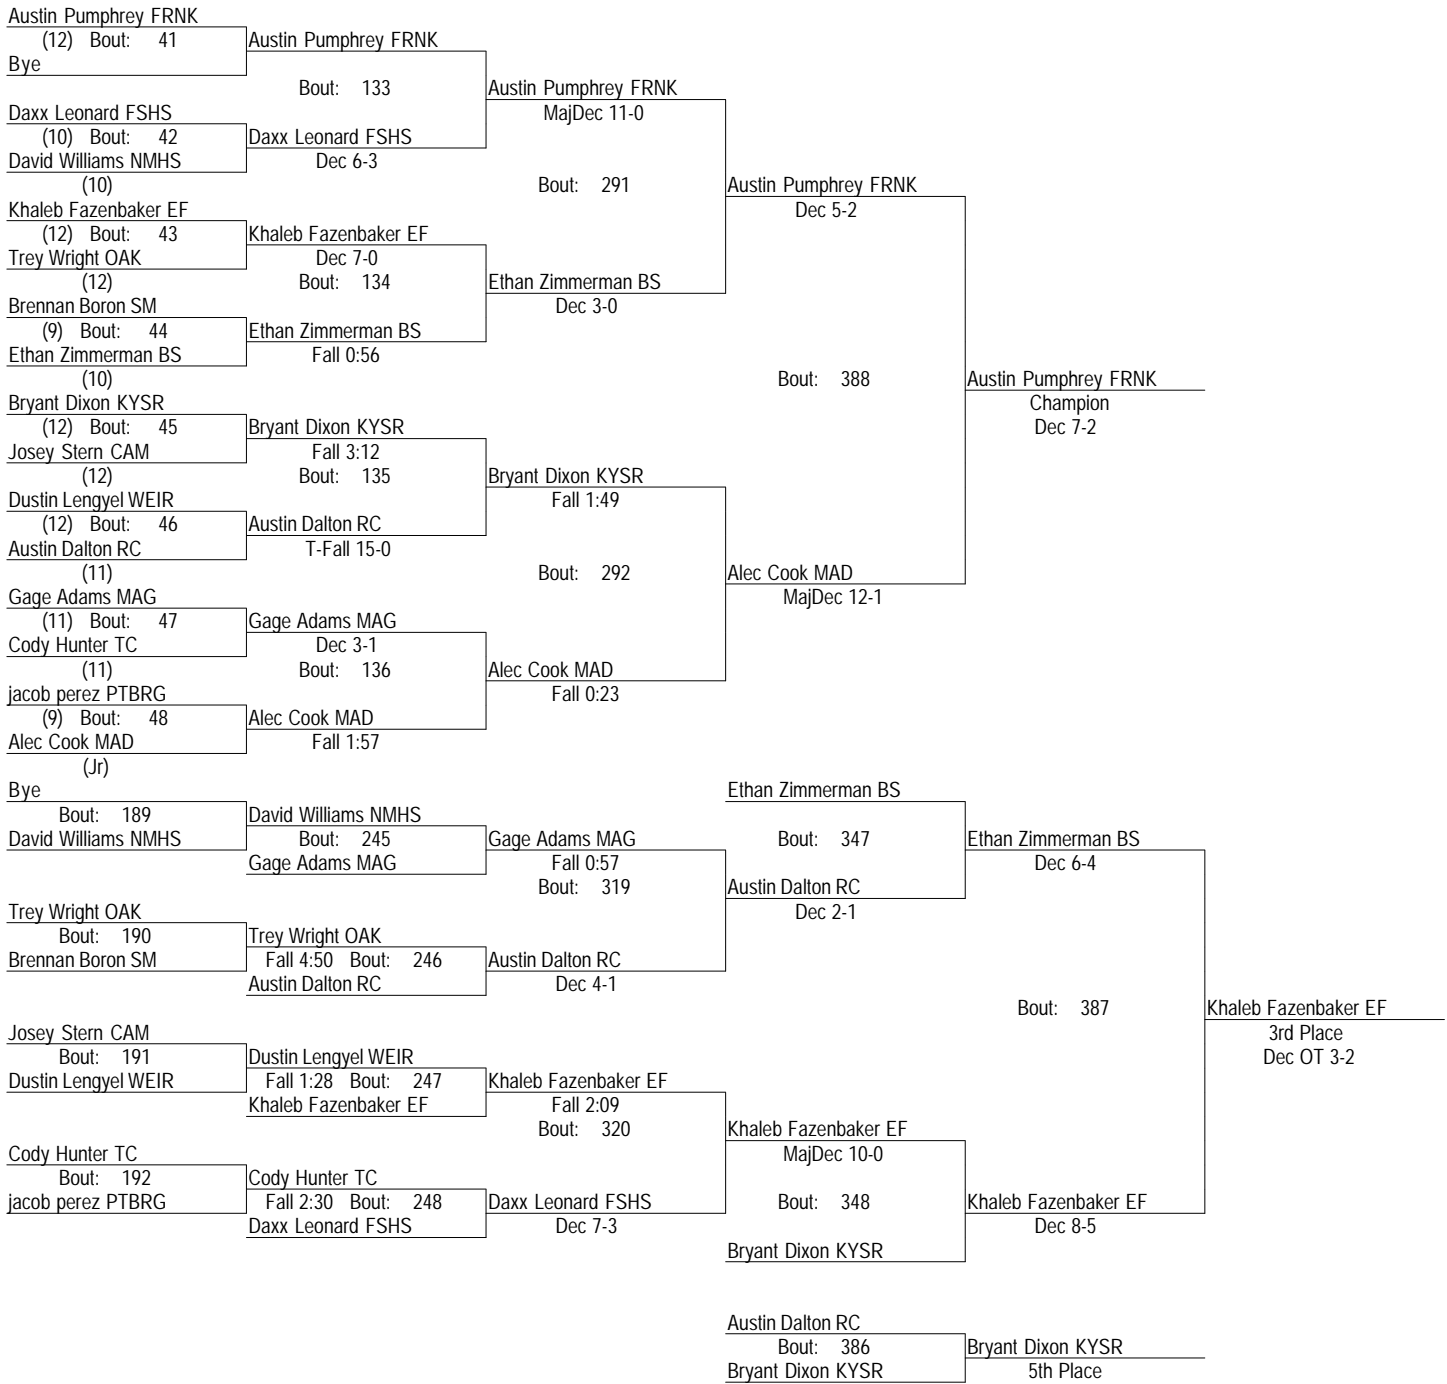 Austin Pumphrey FRNK
(12) Bout: 41
Austin Pumphrey FRNK
Bye
Bout: 133
Austin Pumphrey FRNK
Daxx Leonard FSHS
MajDec 11-0
(10) Bout: 42
Daxx Leonard FSHS
David Williams NMHS
Dec 6-3
(10)
Bout: 291
Austin Pumphrey FRNK
Khaleb Fazenbaker EF
Dec 5-2
(12) Bout: 43
Khaleb Fazenbaker EF
Trey Wright OAK
Dec 7-0
(12)
Bout: 134
Ethan Zimmerman BS
Brennan Boron SM
Dec 3-0
(9) Bout: 44
Ethan Zimmerman BS
Ethan Zimmerman BS
Fall 0:56
(10)
Bout: 388
Austin Pumphrey FRNK
Bryant Dixon KYSR
Champion
(12) Bout: 45
Bryant Dixon KYSR
Dec 7-2
Josey Stern CAM
Fall 3:12
(12)
Bout: 135
Bryant Dixon KYSR
Dustin Lengyel WEIR
Fall 1:49
(12) Bout: 46
Austin Dalton RC
Austin Dalton RC
T-Fall 15-0
(11)
Bout: 292
Alec Cook MAD
Gage Adams MAG
MajDec 12-1
(11) Bout: 47
Gage Adams MAG
Cody Hunter TC
Dec 3-1
(11)
Bout: 136
Alec Cook MAD
jacob perez PTBRG
Fall 0:23
(9) Bout: 48
Alec Cook MAD
Alec Cook MAD
Fall 1:57
(Jr)
Bye
Ethan Zimmerman BS
Bout: 189
David Williams NMHS
David Williams NMHS
Bout: 245
Gage Adams MAG
Bout: 347
Ethan Zimmerman BS
Gage Adams MAG
Fall 0:57
Dec 6-4
Bout: 319
Austin Dalton RC
Trey Wright OAK
Dec 2-1
Bout: 190
Trey Wright OAK
Brennan Boron SM
Fall 4:50 Bout: 246
Austin Dalton RC
Austin Dalton RC
Dec 4-1
Bout: 387
Khaleb Fazenbaker EF
Josey Stern CAM
3rd Place
Bout: 191
Dustin Lengyel WEIR
Dec OT 3-2
Dustin Lengyel WEIR
Fall 1:28 Bout: 247
Khaleb Fazenbaker EF
Khaleb Fazenbaker EF
Fall 2:09
Bout: 320
Khaleb Fazenbaker EF
Cody Hunter TC
MajDec 10-0
Bout: 192
Cody Hunter TC
jacob perez PTBRG
Fall 2:30 Bout: 248
Daxx Leonard FSHS
Bout: 348
Khaleb Fazenbaker EF
Daxx Leonard FSHS
Dec 7-3
Dec 8-5
Bryant Dixon KYSR
Austin Dalton RC
Bout: 386
Bryant Dixon KYSR
Bryant Dixon KYSR
5th Place